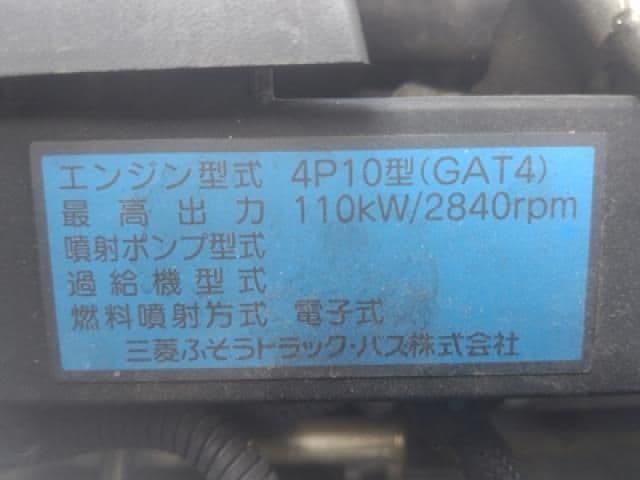 エンジン型式 4P10型(GAT4)
最高出力 110kW/2840rpm
噴射ポンプ型式
過給機型式
燃料噴射方式 電子式
三菱ふそうトラック・バス株式会社